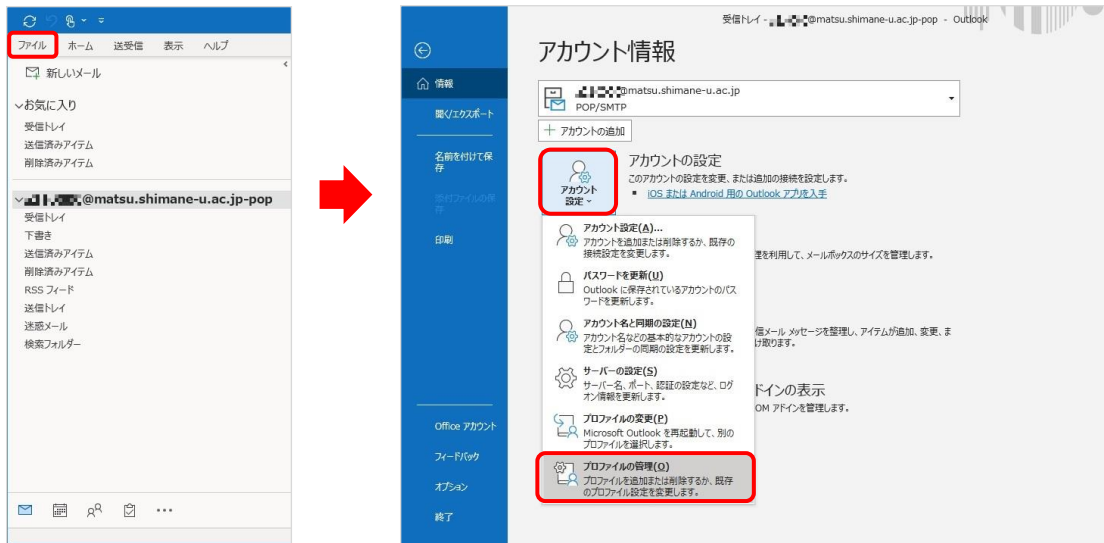 ファイル ホーム 送受信 表示 ヘルプ
新しいメール
お気に入り
受信トレイ
送信済みアイテム
削除済みアイテム
@matsu.shimane-u.ac.jp-pop
受信トレイ
下書き
送信済みアイテム
削除済みアイテム
RSS フィード
送信トレイ
迷惑メール
検索フォルダー
受信トレイ - @matsu.shimane-u.ac.jp-pop - Outlook
情報
開く/エクスポート
名前を付けて保
存
添付ファイルの保
存
印刷
Office アカウント
フィードバック
オプション
終了
アカウント情報
@matsu.shimane-u.ac.jp
POP/SMTP
アカウントの追加
アカウント
設定
アカウントの設定
このアカウントの設定を変更、または追加の接続を設定します。
iOS または Android 用の Outlook アプリを入手
アカウント設定(A)...
アカウントを追加または削除するか、既存の
接続設定を変更します。
パスワードを更新(U)
Outlook に保存されているアカウントのパス
ワードを更新します。
アカウント名と同期の設定(N)
アカウント名などの基本的なアカウントの設
定とフォルダーの同期の設定を更新します。
サーバーの設定(S)
サーバー名、ポート、認証の設定など、ログ
オン情報を更新します。
プロファイルの変更(P)
Microsoft Outlook を再起動して、別の
プロファイルを選択します。
プロファイルの管理(O)
プロファイルを追加または削除するか、既存
のプロファイル設定を変更します。
理を利用して、メールボックスのサイズを管理します。
信メール メッセージを整理し、アイテムが追加、変更、ま
け取ります。
ドインの表示
OM アドインを管理します。